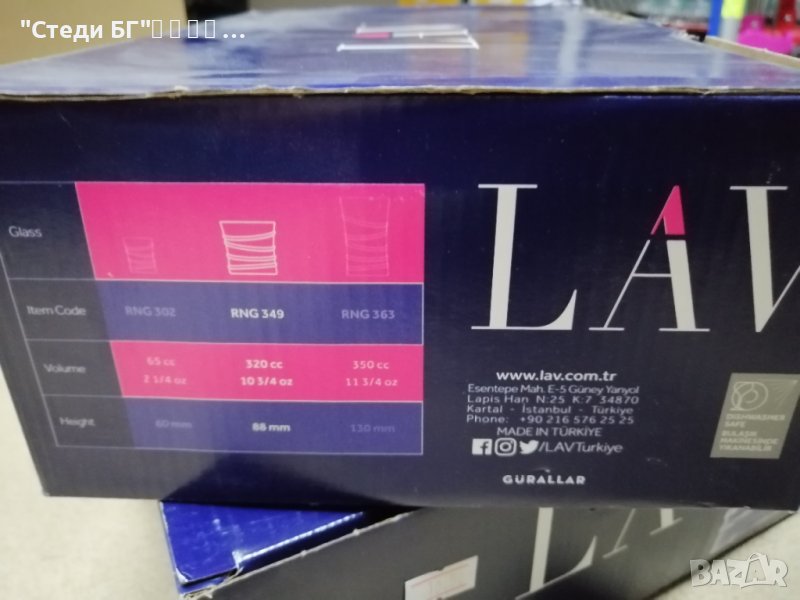 "Стеди БГ" ...
LAV
Glass
Item Code RNG 302 RNG 349 RNG 363
Volume 65 cc 320 cc 350 cc
2 1/4 oz 10 3/4 oz 11 3/4 oz
Height 60 mm 88 mm 130 mm
www.lav.com.tr
Esentepe Mah. E-5 Güney Yanyol
Lapis Han N:25 K:7 34870
Kartal - İstanbul - Türkiye
Phone: +90 216 576 25 25
MADE IN TÜRKİYE
/LAVTurkiye
GÜRALLAR
DISHWASHER
SAFE
BULAŞIK
MAKİNESİNDE
YIKANABİLİR
LA
BAZAR